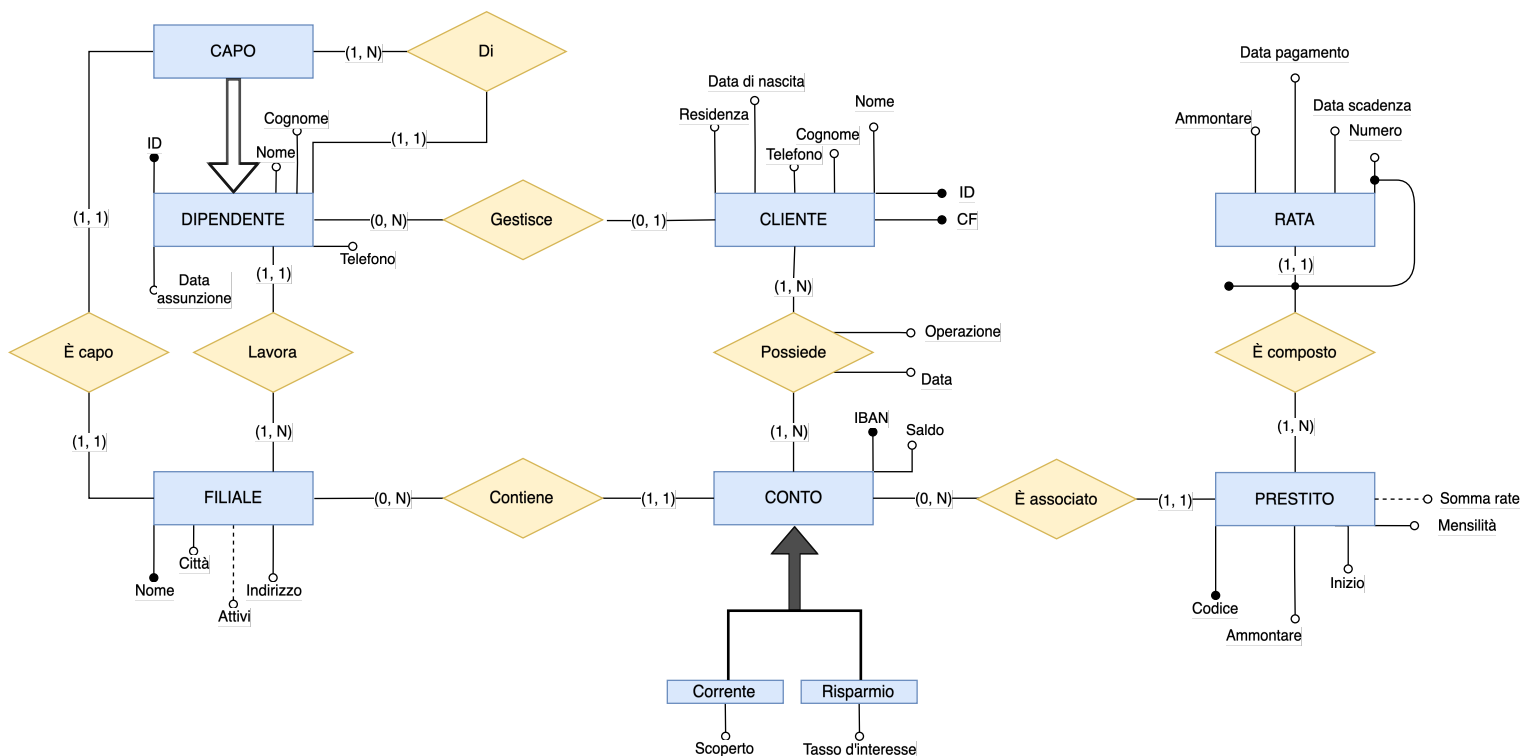 CAPO
(1, N)
Di
Data pagamento
Data di nascita
Nome
Residenza
Ammontare
Data scadenza
Cognome
Numero
Cognome
(1, 1)
ID
Nome
Telefono
ID
(1, 1)
DIPENDENTE
(0, N)
Gestisce
(0, 1)
CLIENTE
CF
RATA
Telefono
(1, 1)
(1, 1)
Data
assunzione
(1, N)
Operazione
È capo
Lavora
Possiede
È composto
Data
IBAN
Saldo
(1, 1)
(1, N)
(1, N)
(1, N)
FILIALE
(0, N)
Contiene
(1, 1)
CONTO
(0, N)
È associato
(1, 1)
PRESTITO
Somma rate
Mensilità
Città
Nome
Indirizzo
Inizio
Attivi
Codice
Ammontare
Corrente
Risparmio
Scoperto
Tasso d'interesse